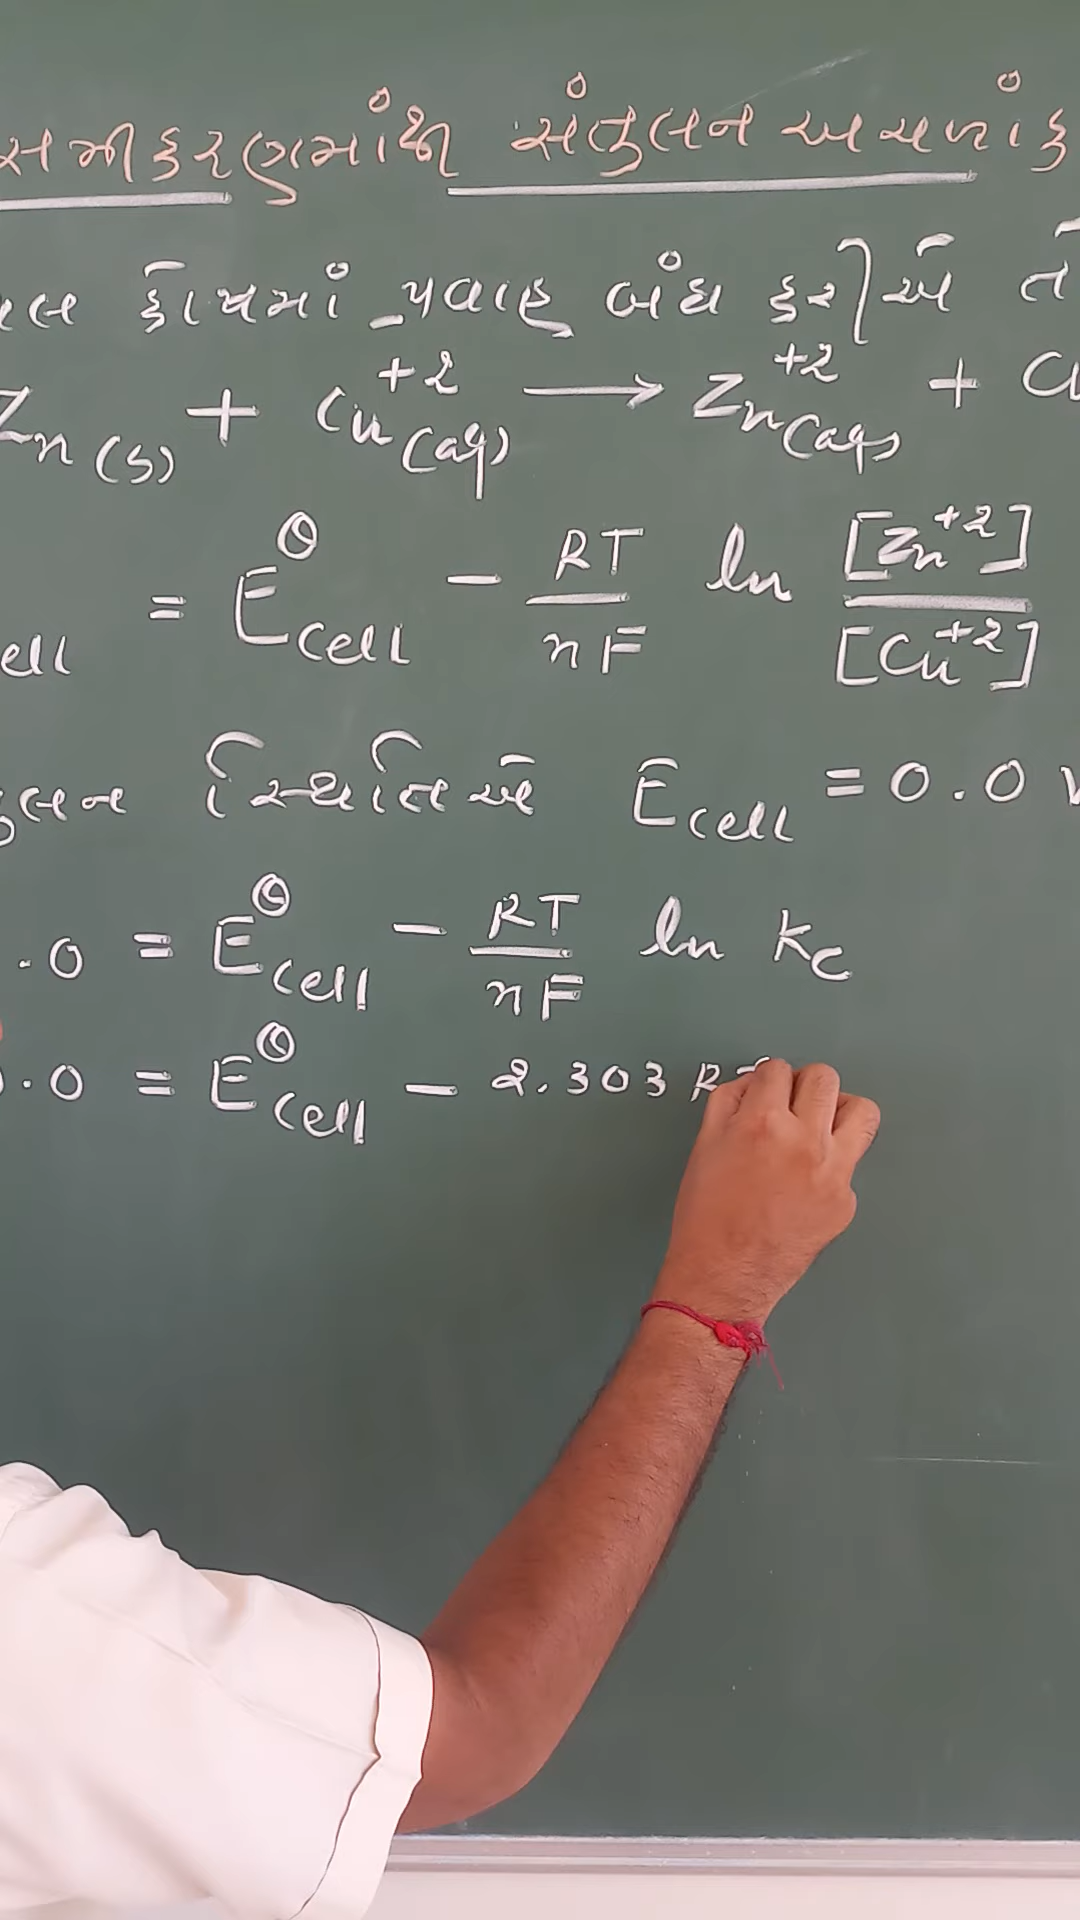 સમીકરણમાંથી સંતુલન અચળાંક
કોષમાં પ્રવાહ બંધ કરીએ તો
Zn(s) + Cu⁺²(aq) ⟶ Zn⁺²(aq) + Cu
ell = E⊖cell − RT/nF ln [Zn⁺²]/[Cu⁺²]
તુલન સ્થિતિએ Ecell = 0.0 V
.0 = E⊖cell − RT/nF ln Kc
0.0 = E⊖cell − 2.303 RT